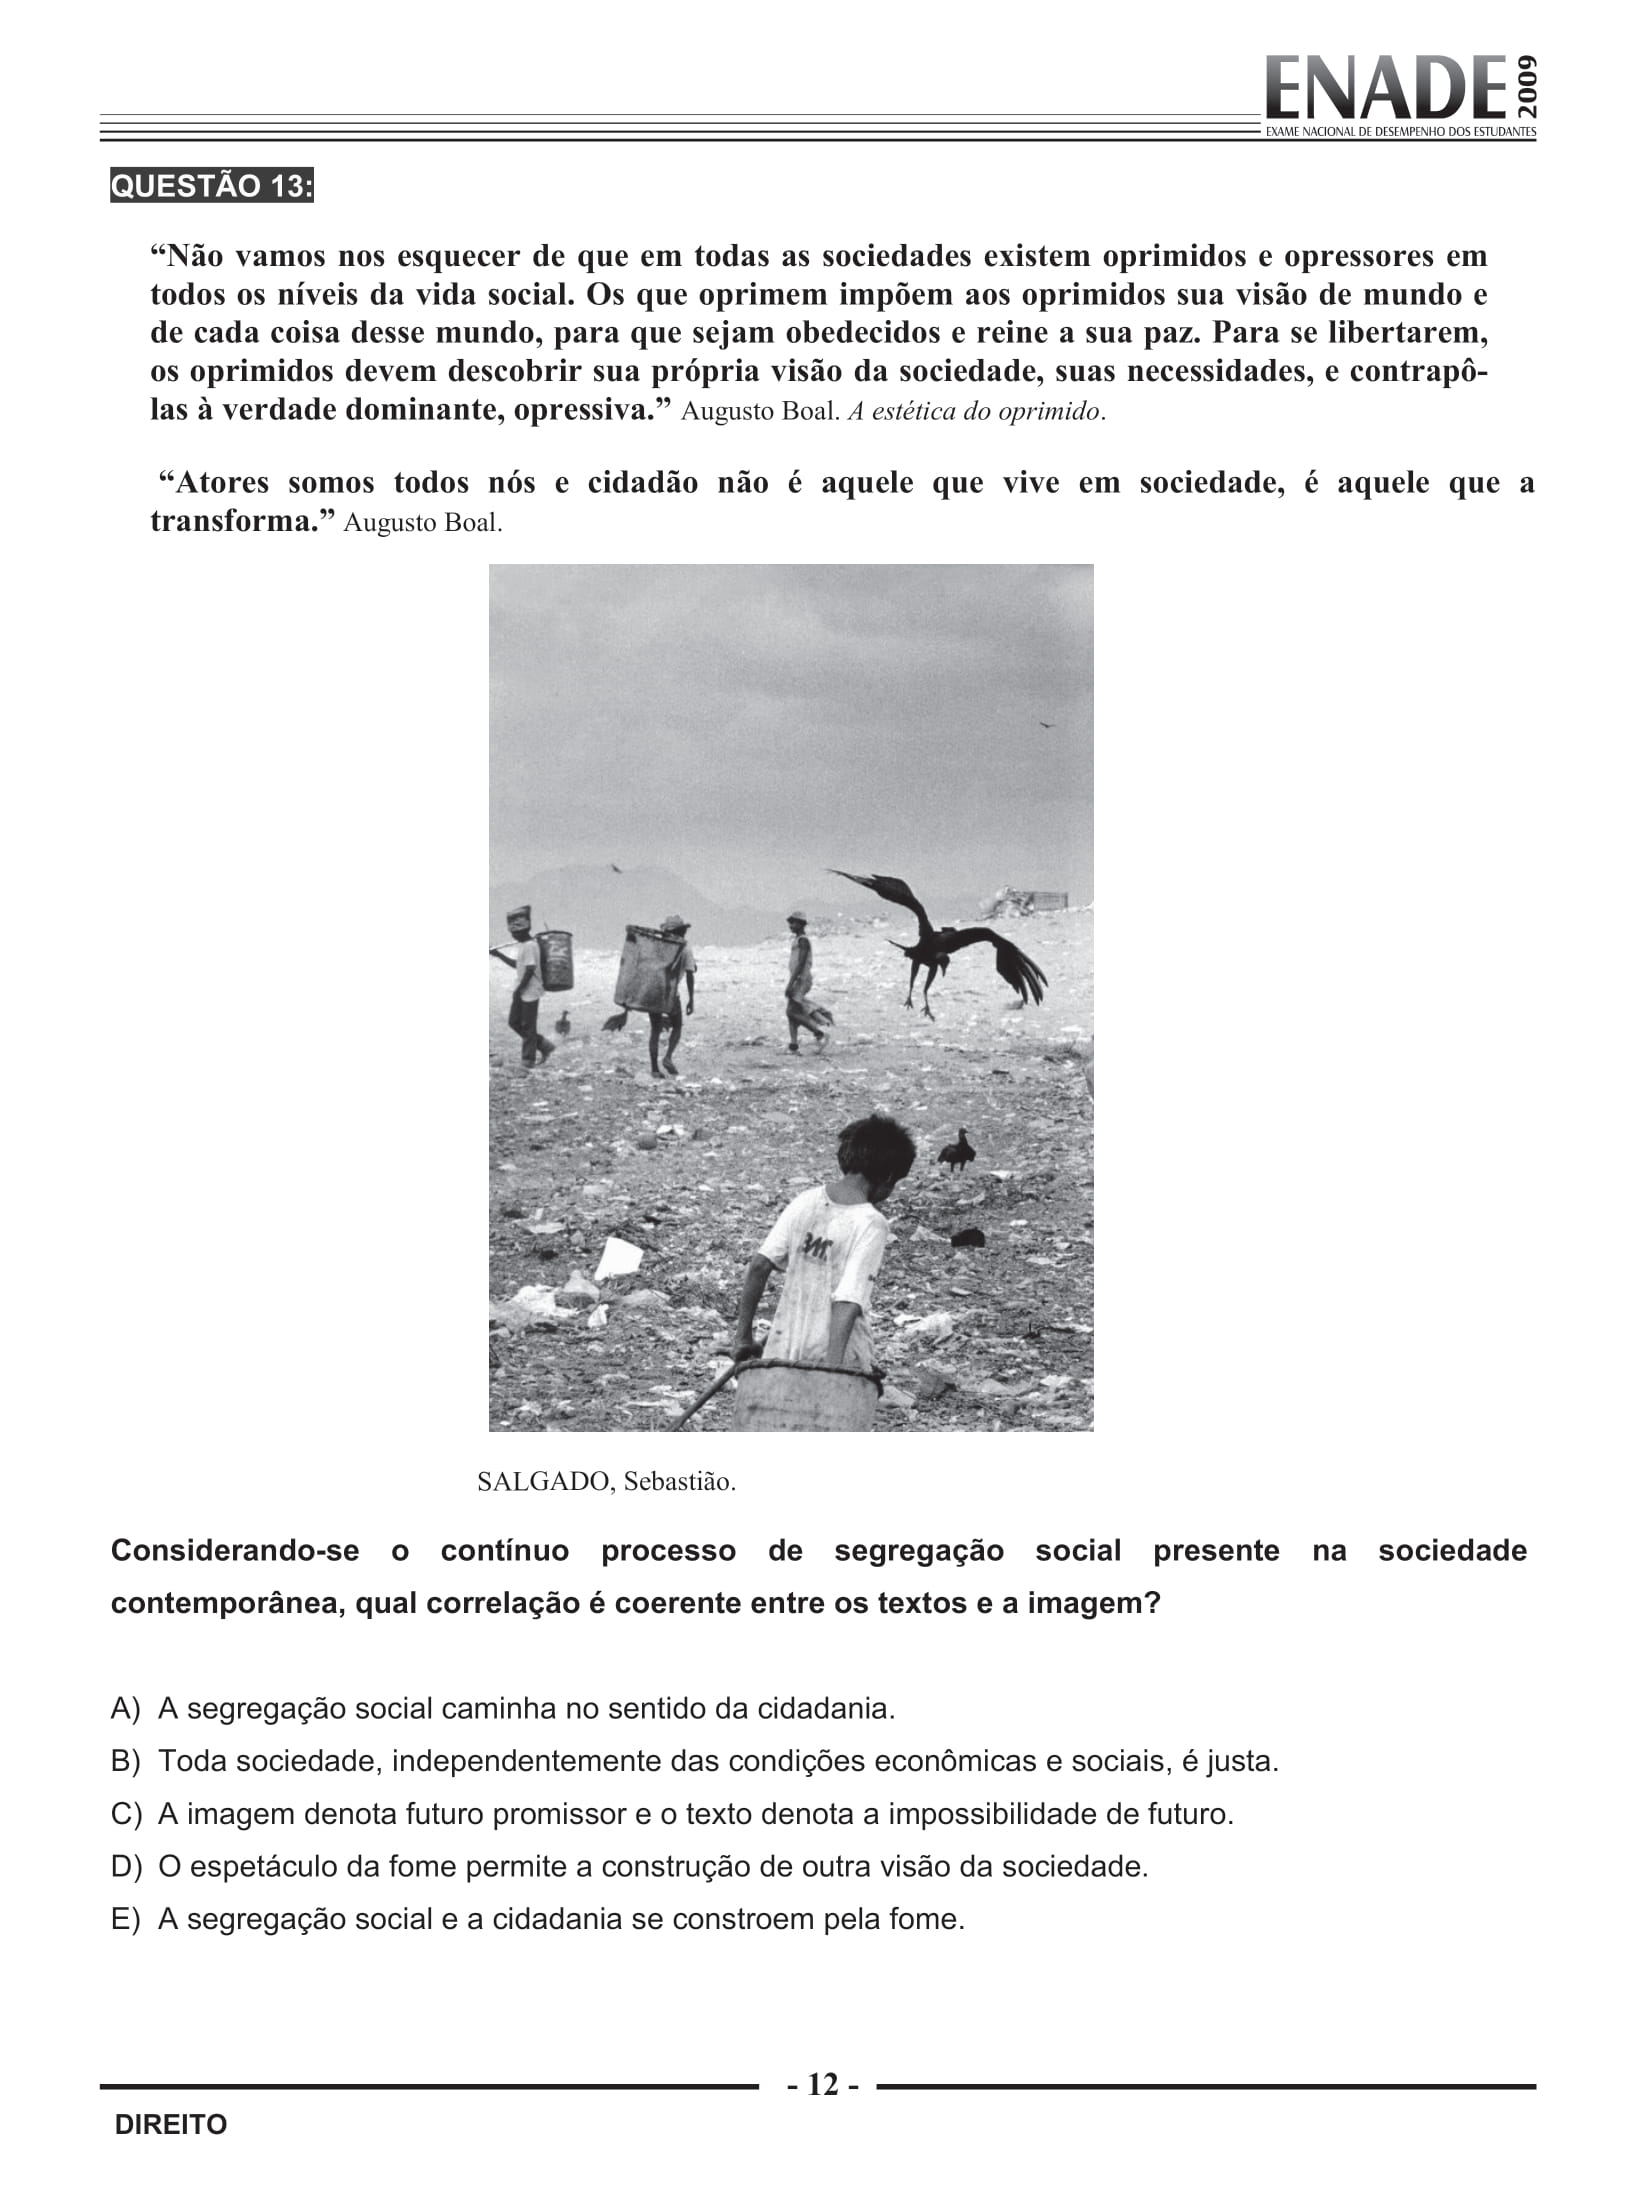 ENADE 2009
EXAME NACIONAL DE DESEMPENHO DOS ESTUDANTES
QUESTÃO 13:
“Não vamos nos esquecer de que em todas as sociedades existem oprimidos e opressores em
todos os níveis da vida social. Os que oprimem impõem aos oprimidos sua visão de mundo e
de cada coisa desse mundo, para que sejam obedecidos e reine a sua paz. Para se libertarem,
os oprimidos devem descobrir sua própria visão da sociedade, suas necessidades, e contrapô-
las à verdade dominante, opressiva.” Augusto Boal. A estética do oprimido.
“Atores somos todos nós e cidadão não é aquele que vive em sociedade, é aquele que a
transforma.” Augusto Boal.
SALGADO, Sebastião.
Considerando-se o contínuo processo de segregação social presente na sociedade
contemporânea, qual correlação é coerente entre os textos e a imagem?
A) A segregação social caminha no sentido da cidadania.
B) Toda sociedade, independentemente das condições econômicas e sociais, é justa.
C) A imagem denota futuro promissor e o texto denota a impossibilidade de futuro.
D) O espetáculo da fome permite a construção de outra visão da sociedade.
E) A segregação social e a cidadania se constroem pela fome.
- 12 -
DIREITO